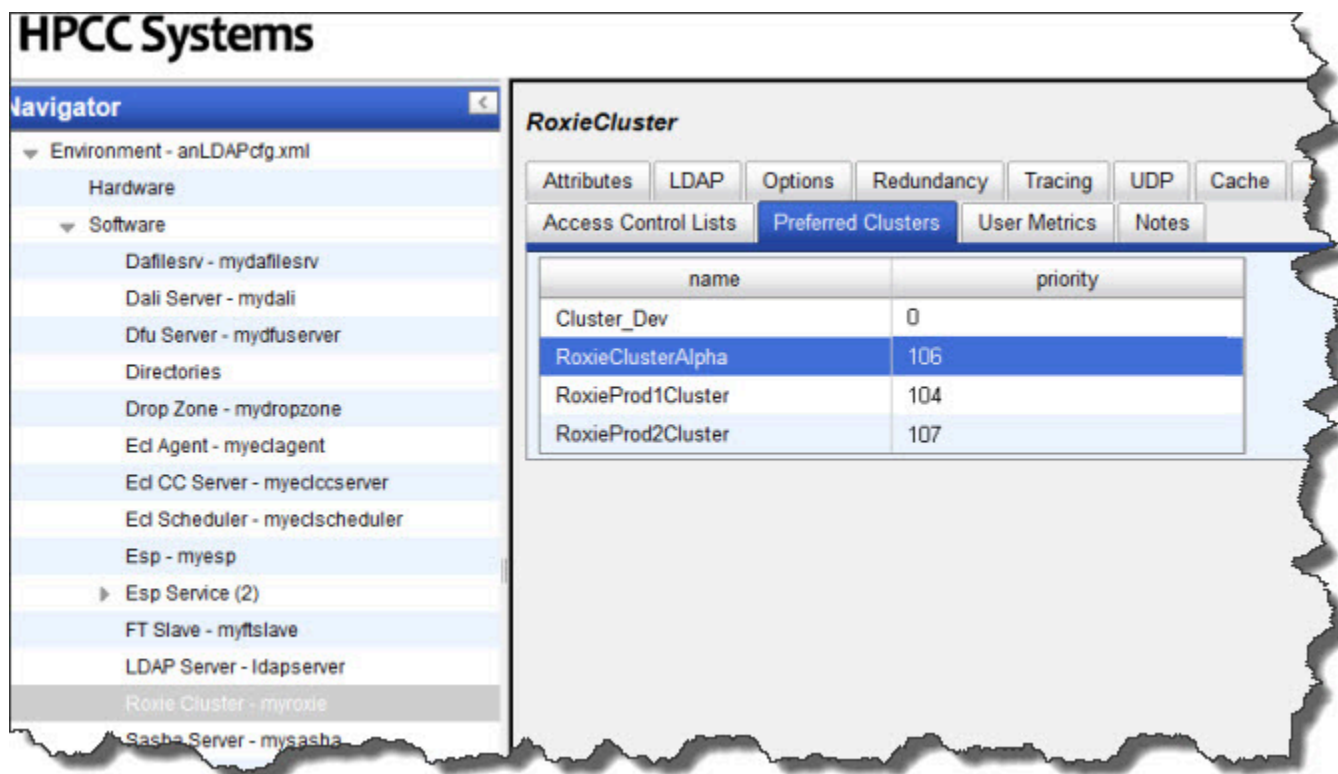 HPCC Systems
Navigator
Environment - anLDAPcfg.xml
Hardware
Software
Dafilesrv - mydafilesrv
Dali Server - mydali
Dfu Server - mydfuserver
Directories
Drop Zone - mydropzone
Ecl Agent - myeclagent
Ecl CC Server - myeclccserver
Ecl Scheduler - myeclscheduler
Esp - myesp
Esp Service (2)
FT Slave - myftslave
LDAP Server - ldapserver
Roxie Cluster - myroxie
Sasha Server - mysasha
RoxieCluster
Attributes LDAP Options Redundancy Tracing UDP Cache
Access Control Lists Preferred Clusters User Metrics Notes
name priority
Cluster_Dev 0
RoxieClusterAlpha 106
RoxieProd1Cluster 104
RoxieProd2Cluster 107